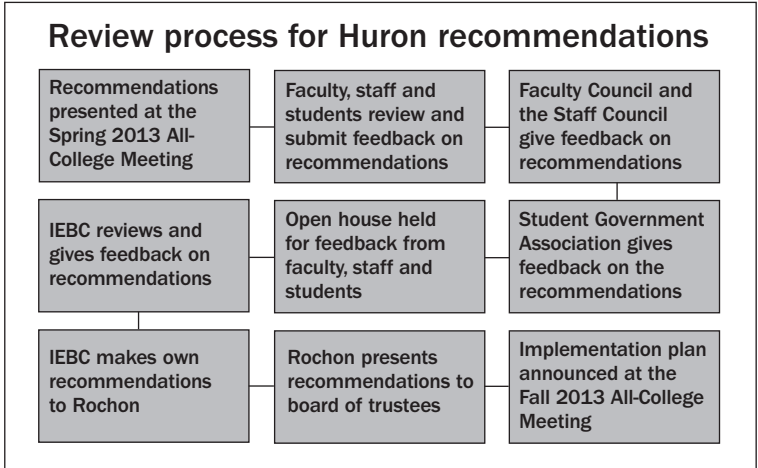 Review process for Huron recommendations
Recommendations
presented at the
Spring 2013 All-
College Meeting
Faculty, staff and
students review and
submit feedback on
recommendations
Faculty Council and
the Staff Council
give feedback on
recommendations
Student Government
Association gives
feedback on the
recommendations
Open house held
for feedback from
faculty, staff and
students
IEBC reviews and
gives feedback on
recommendations
IEBC makes own
recommendations
to Rochon
Rochon presents
recommendations to
board of trustees
Implementation plan
announced at the
Fall 2013 All-College
Meeting